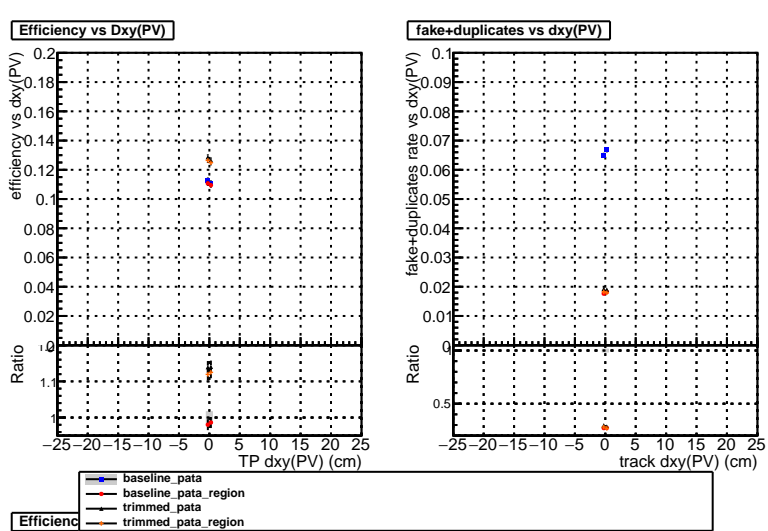 Efficiency vs Dxy(PV)
efficiency vs dxy(PV)
0.2
0.18
0.16
0.14
0.12
0.1
0.08
0.06
0.04
0.02
0
Ratio
1.1
1
−25 −20 −15 −10 −5 0 5 10 15 20 25
TP dxy(PV) (cm)
fake+duplicates vs dxy(PV)
fake+duplicates rate vs dxy(PV)
0.1
0.09
0.08
0.07
0.06
0.05
0.04
0.03
0.02
0.01
0
Ratio
1
0.5
−25 −20 −15 −10 −5 0 5 10 15 20 25
track dxy(PV) (cm)
baseline_pata
baseline_pata_region
trimmed_pata
trimmed_pata_region
Efficienc